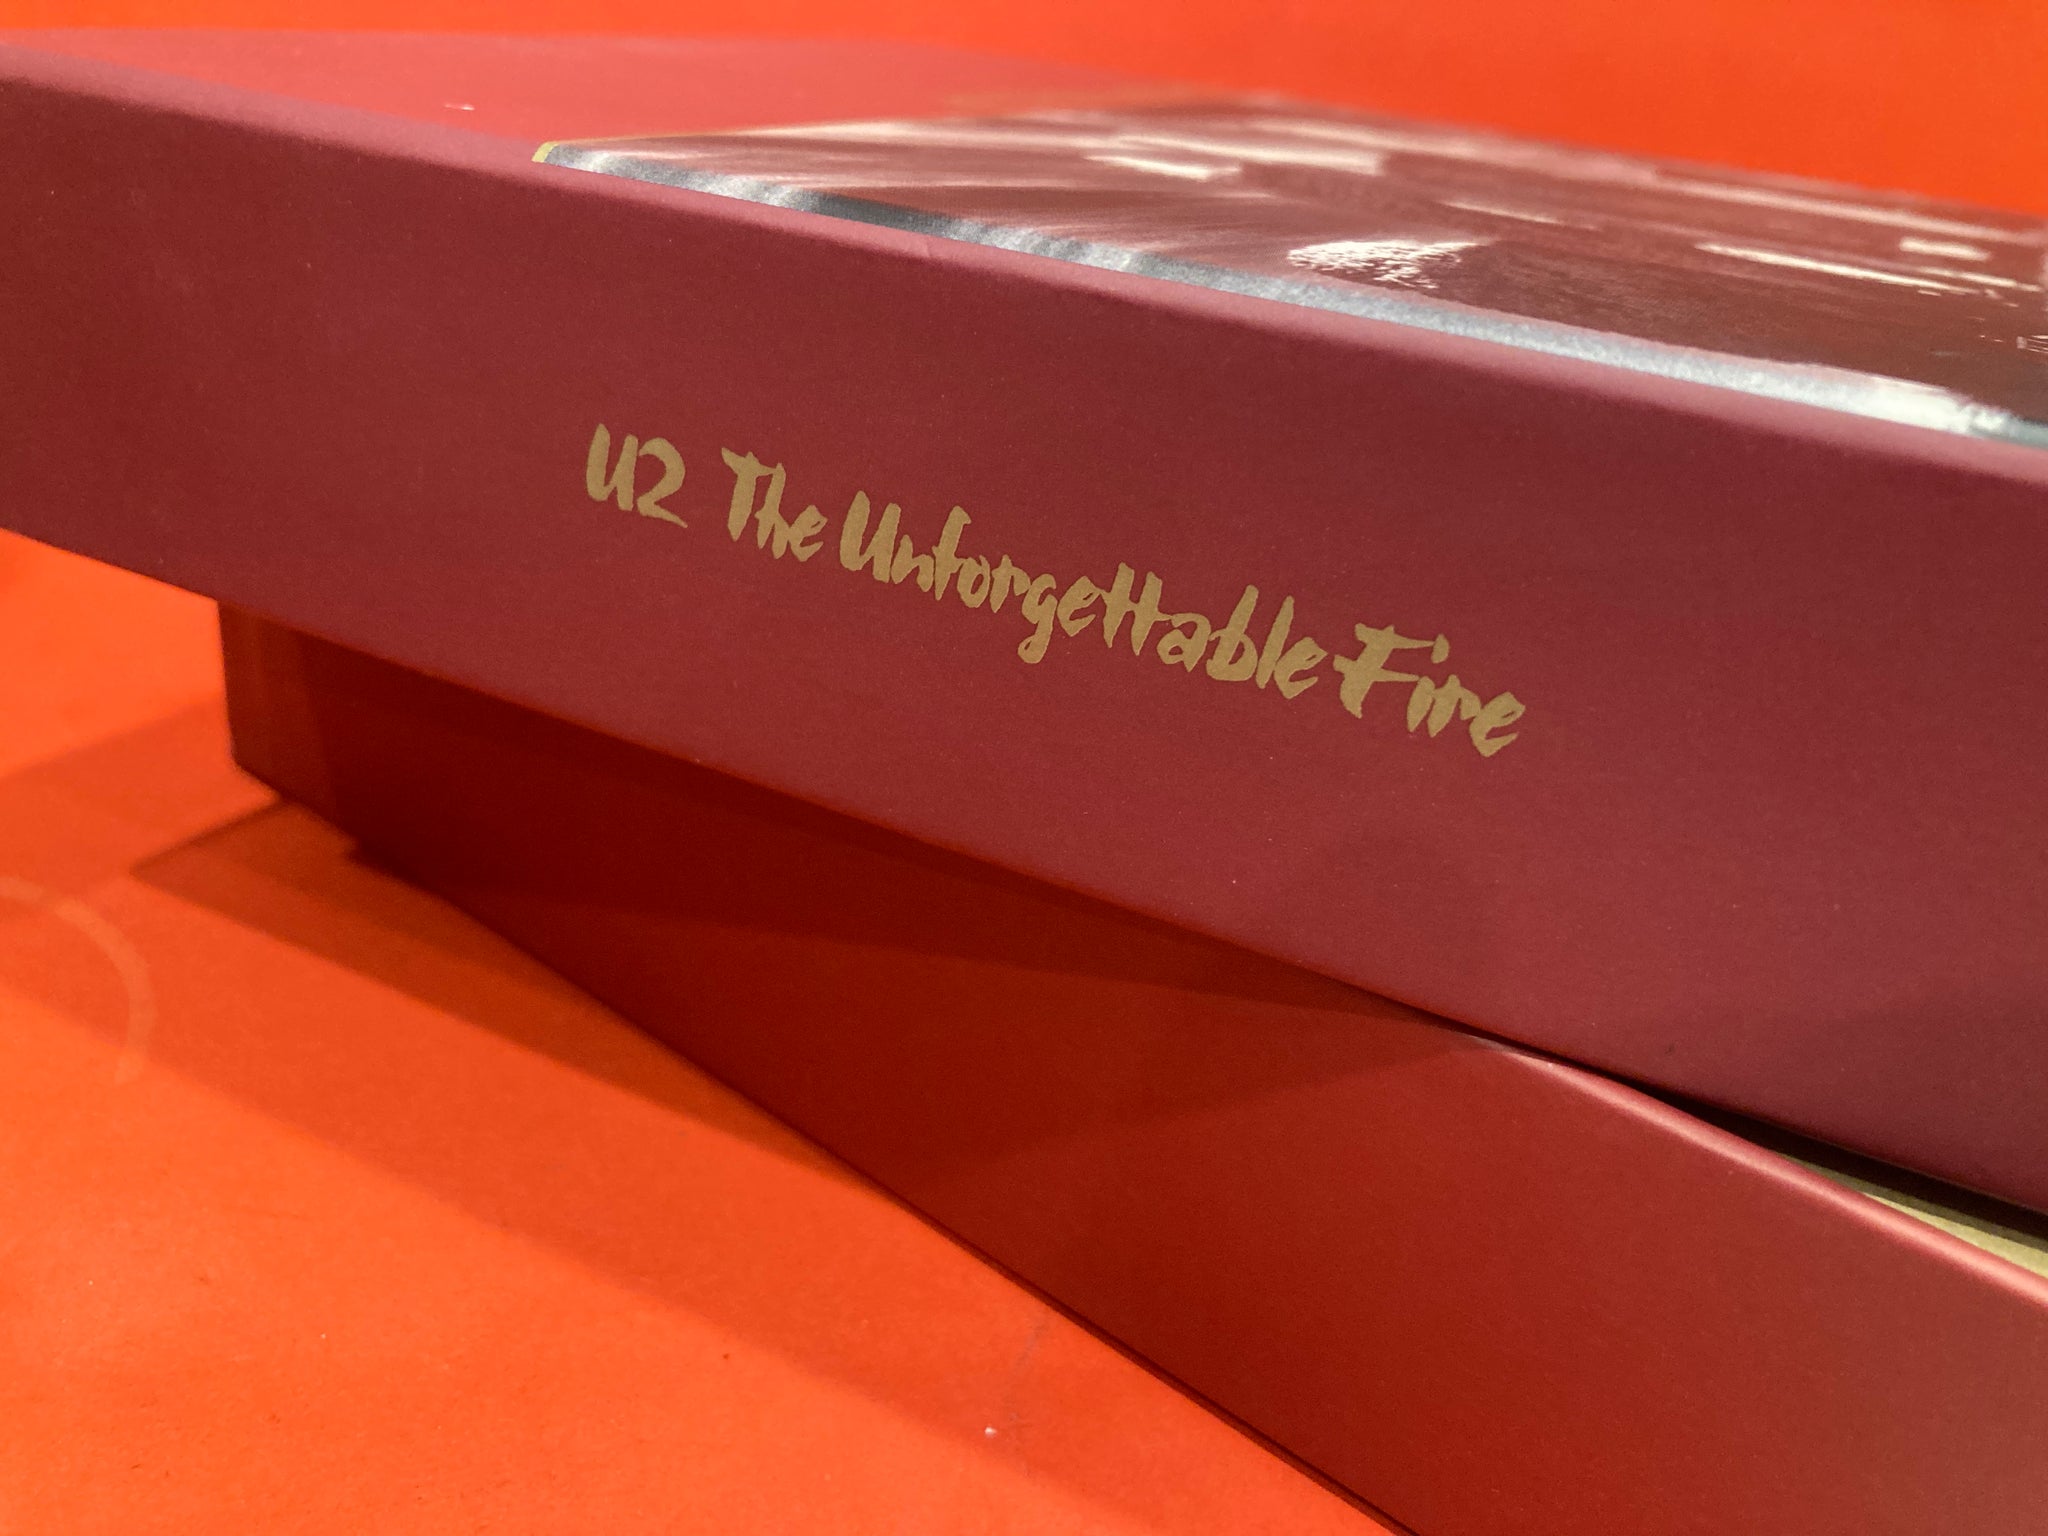 U2 The Unforgettable Fire